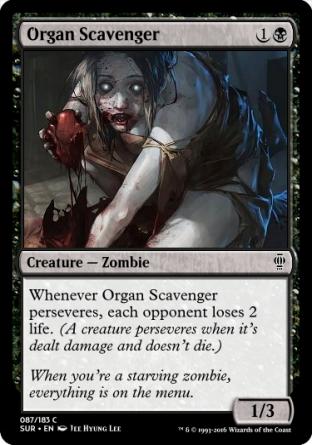 Organ Scavenger 1
Creature — Zombie
Whenever Organ Scavenger
perseveres, each opponent loses 2
life. (A creature perseveres when it's
dealt damage and doesn't die.)
When you're a starving zombie,
everything is on the menu.
1/3
087/183 C
SUR • EN Jee Hyung Lee
™ & © 1993-2016 Wizards of the Coast